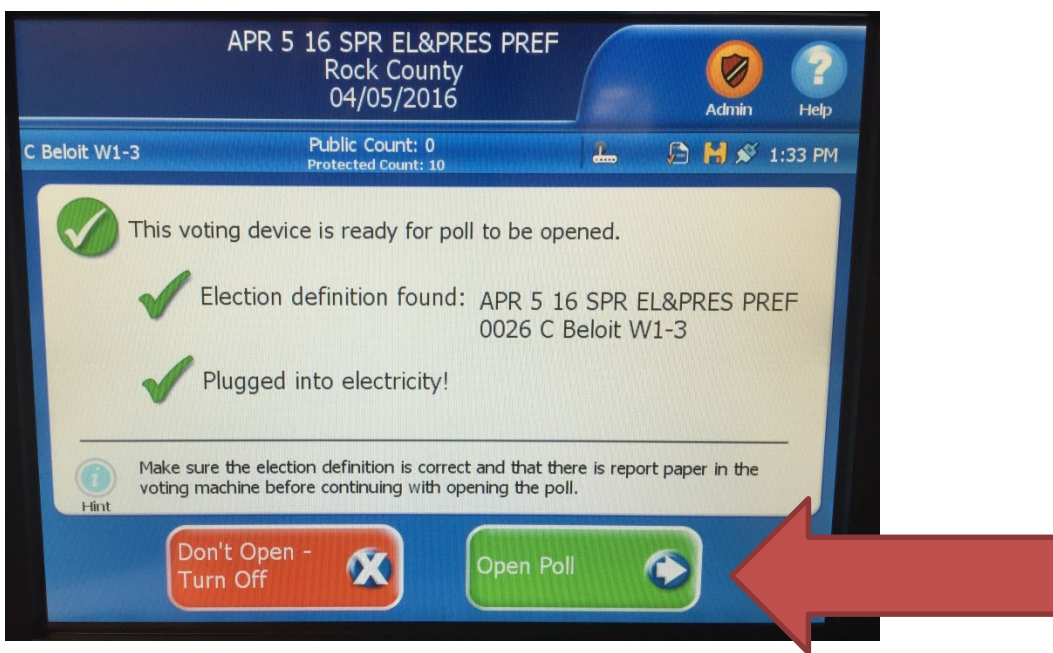 APR 5 16 SPR EL&PRES PREF
Rock County
04/05/2016
Admin
Help
C Beloit W1-3
Public Count: 0
Protected Count: 10
1:33 PM
This voting device is ready for poll to be opened.
Election definition found: APR 5 16 SPR EL&PRES PREF
0026 C Beloit W1-3
Plugged into electricity!
Make sure the election definition is correct and that there is report paper in the
voting machine before continuing with opening the poll.
Hint
Don't Open -
Turn Off
Open Poll